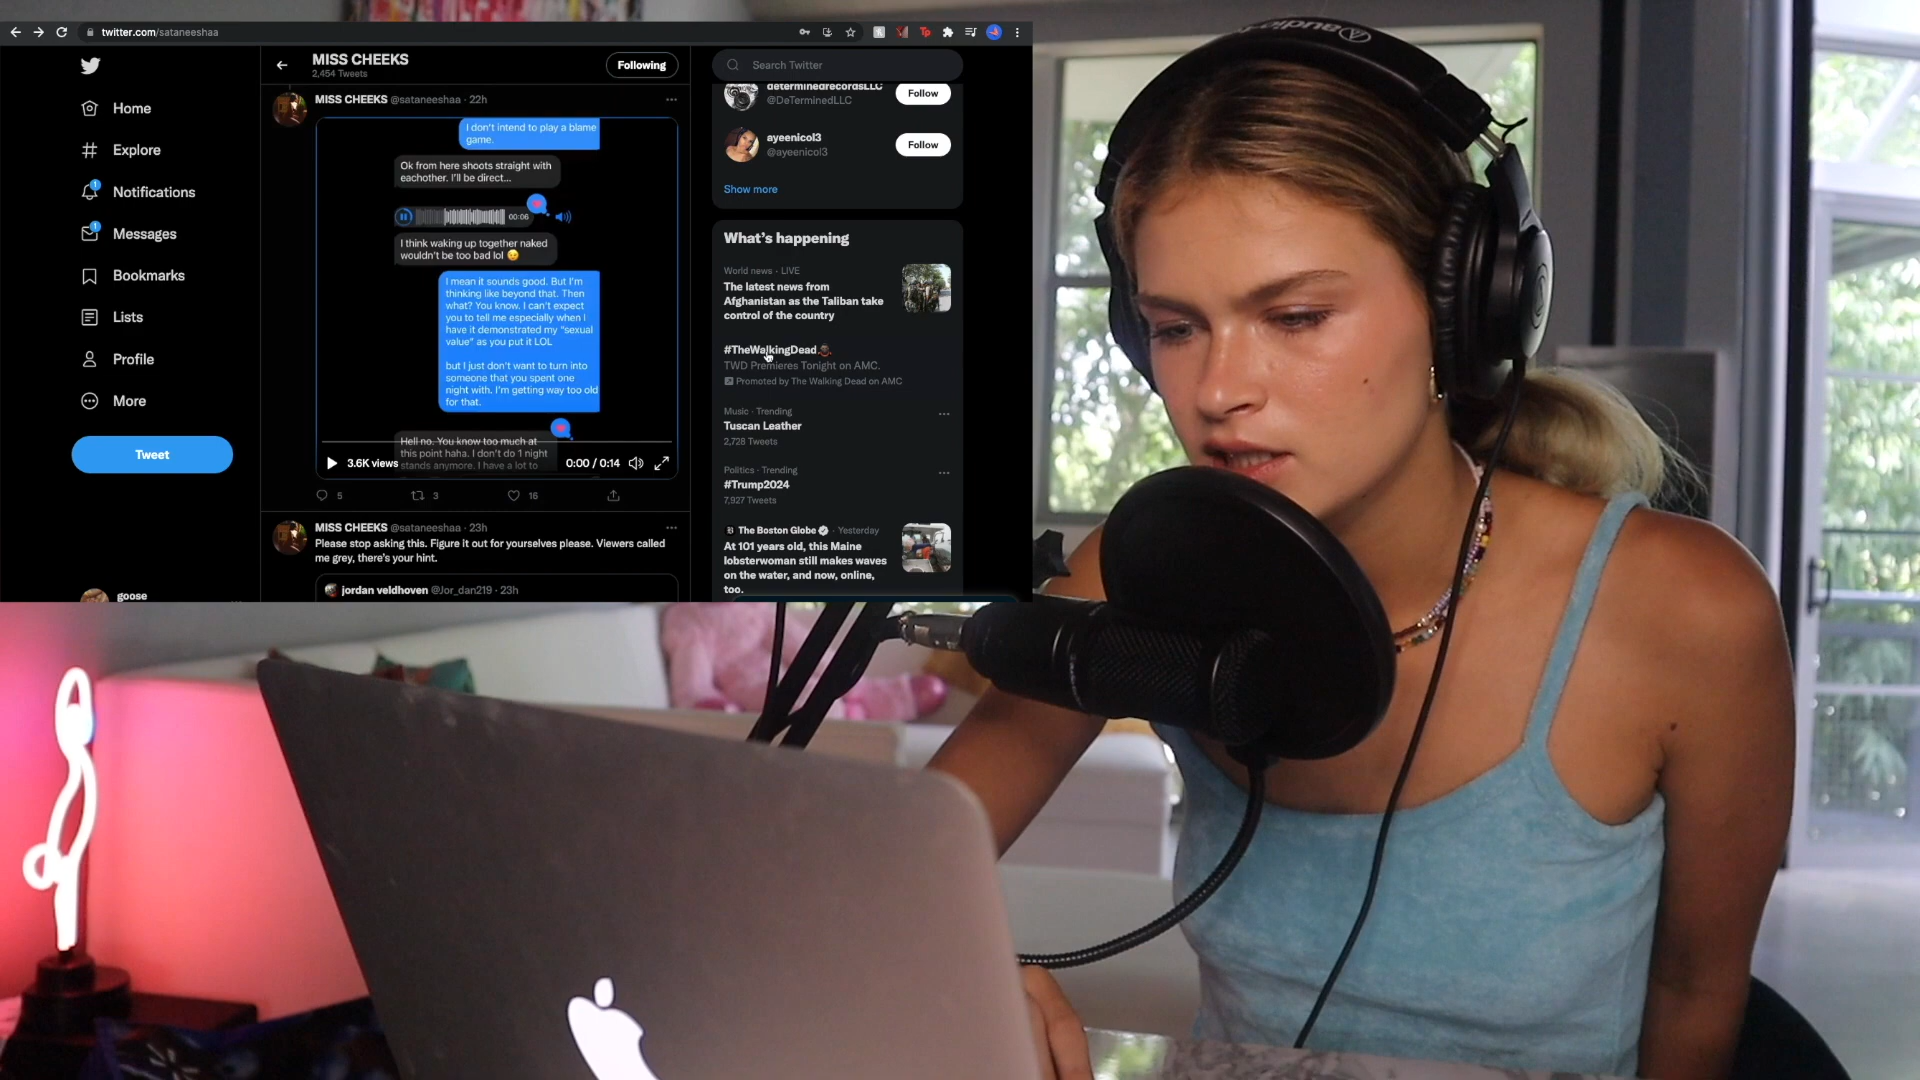 twitter.com/sataneeshaa
MISS CHEEKS
2,454 Tweets
Following
Home
Explore
Notifications
Messages
Bookmarks
Lists
Profile
More
Tweet
goose
MISS CHEEKS @sataneeshaa · 22h
I don't intend to play a blame
game.
Ok from here shoots straight with
eachother. I'll be direct...
00:06
I think waking up together naked
wouldn't be too bad lol 😉
I mean it sounds good. But I'm
thinking like beyond that. Then
what? You know. I can't expect
you to tell me especially when I
have it demonstrated my "sexual
value" as you put it LOL
but I just don't want to turn into
someone that you spent one
night with. I'm getting way too old
for that.
Hell no. You know too much at
this point haha. I don't do 1 night
stands anymore. I have a lot to
3.6K views
0:00 / 0:14
5
3
16
MISS CHEEKS @sataneeshaa · 23h
Please stop asking this. Figure it out for yourselves please. Viewers called
me grey, there's your hint.
jordan veldhoven @Jor_dan219 · 23h
Search Twitter
determinedrecordsLLC
@DeTerminedLLC
Follow
ayeenicol3
@ayeenicol3
Follow
Show more
What's happening
World news · LIVE
The latest news from
Afghanistan as the Taliban take
control of the country
#TheWalkingDead
TWD Premieres Tonight on AMC.
Promoted by The Walking Dead on AMC
Music · Trending
Tuscan Leather
2,728 Tweets
Politics · Trending
#Trump2024
7,927 Tweets
The Boston Globe · Yesterday
At 101 years old, this Maine
lobsterwoman still makes waves
on the water, and now, online,
too.
audio-technica